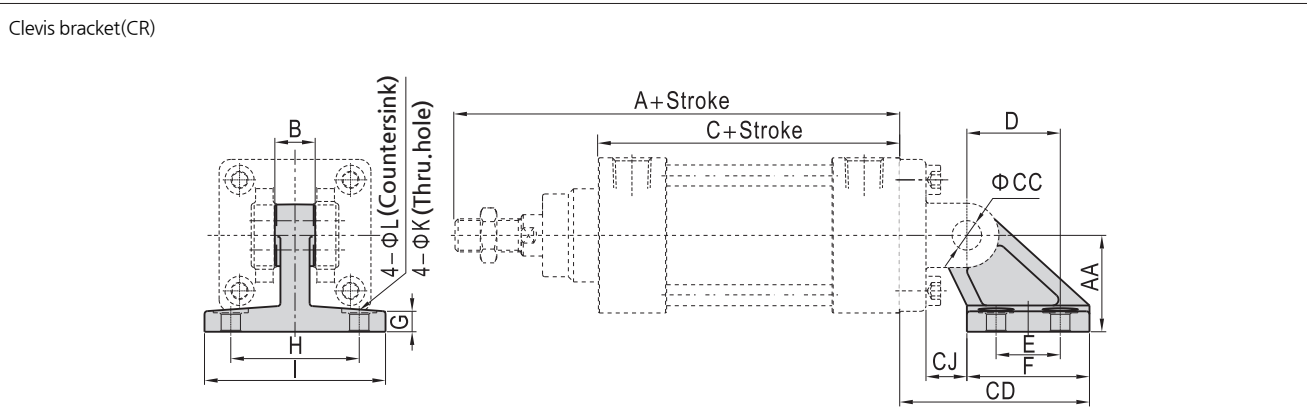 Clevis bracket(CR)
B
4-ΦL(Countersink)
4-ΦK(Thru.hole)
G
H
I
A+Stroke
C+Stroke
D
ΦCC
AA
E
CJ
F
CD